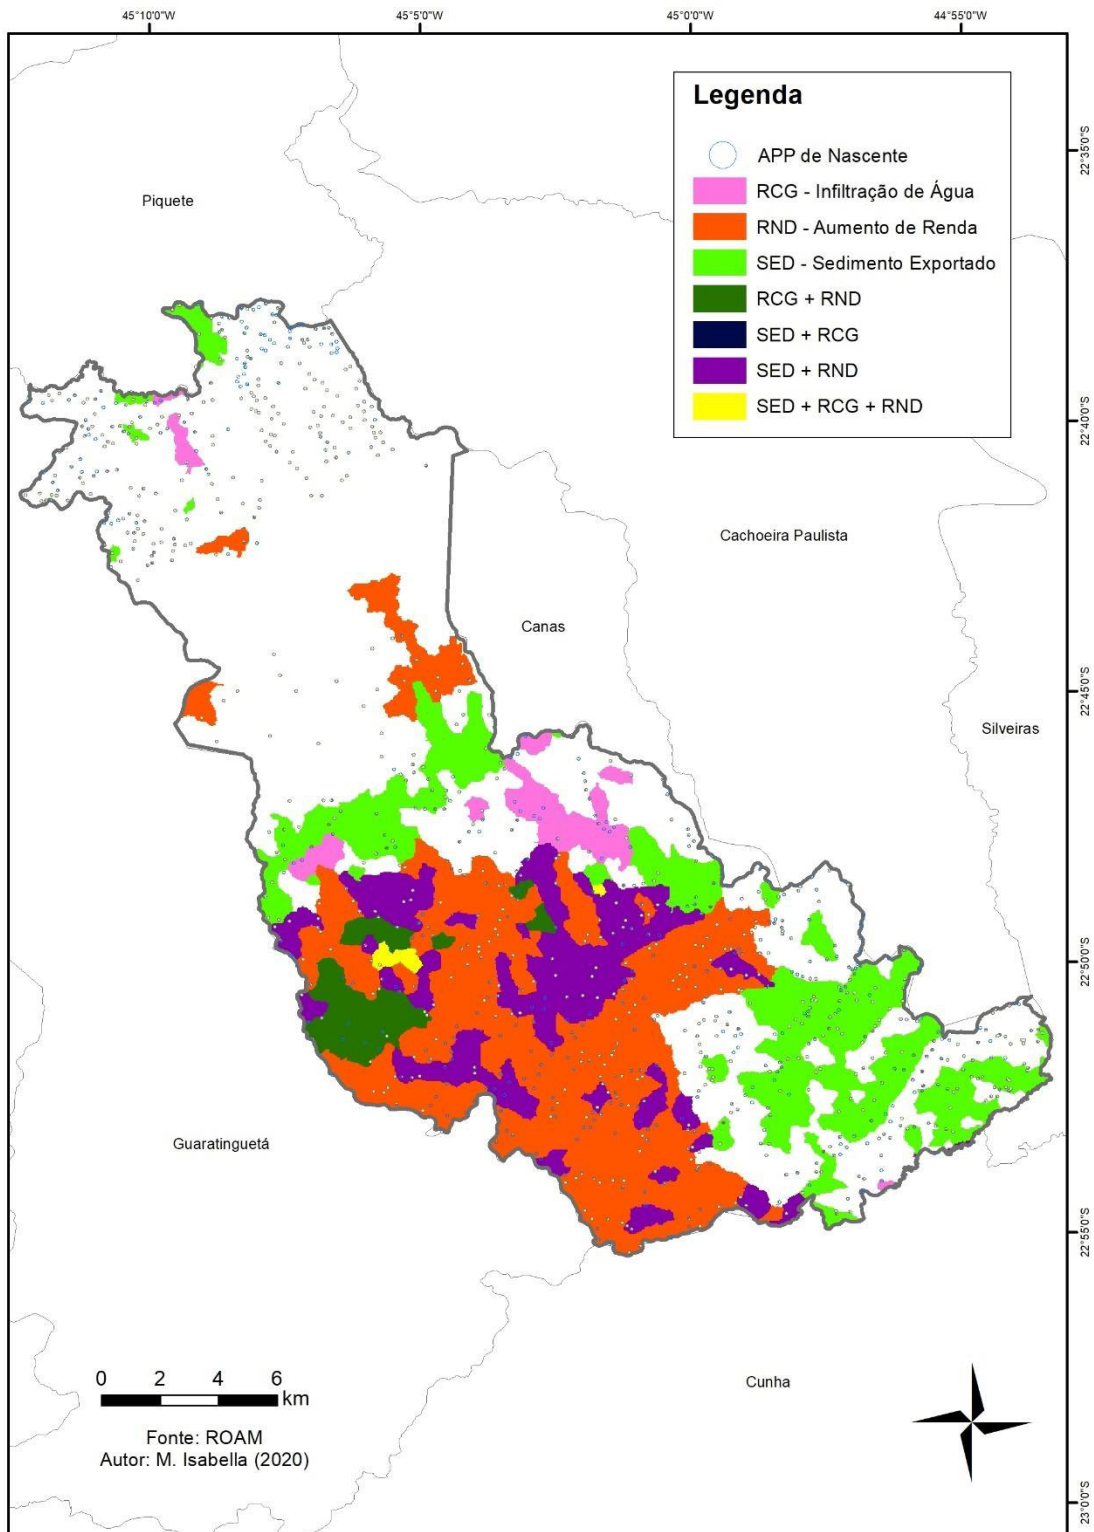 45°10'0"W
45°5'0"W
45°0'0"W
44°55'0"W
Legenda
APP de Nascente
RCG - Infiltração de Água
RND - Aumento de Renda
SED - Sedimento Exportado
RCG + RND
SED + RCG
SED + RND
SED + RCG + RND
22°35'0"S
Piquete
22°40'0"S
Cachoeira Paulista
Canas
22°45'0"S
Silveiras
22°50'0"S
Guaratinguetá
22°55'0"S
Cunha
0 2 4 6
km
Fonte: ROAM
Autor: M. Isabella (2020)
23°0'0"S